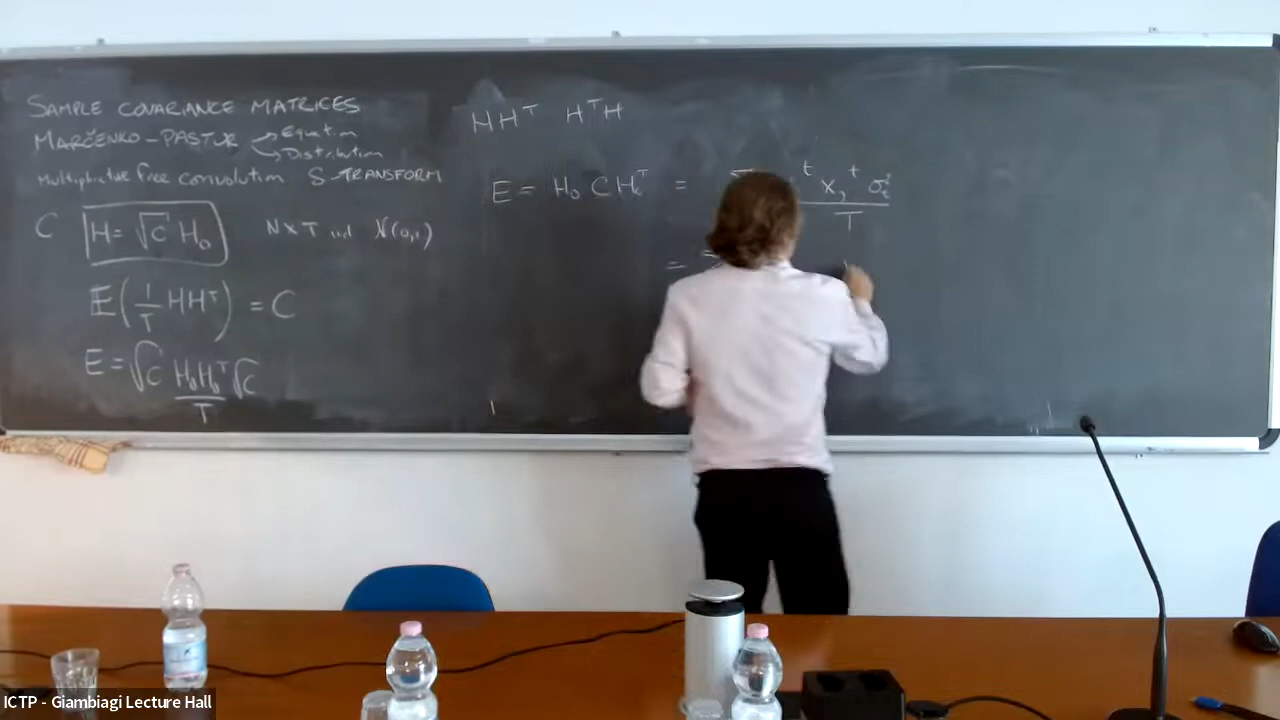 SAMPLE COVARIANCE MATRICES
MARČENKO-PASTUR → Equation
→ Distribution
Multiplicative free convolution S-TRANSFORM
C H = √C H₀ N×T iid N(0,1)
E(1/T HHᵀ) = C
E = √C H₀H₀ᵀ/T √C
HHᵀ HᵀH
E = H₀ C H₀ᵀ =
T
=
ICTP - Giambiagi Lecture Hall